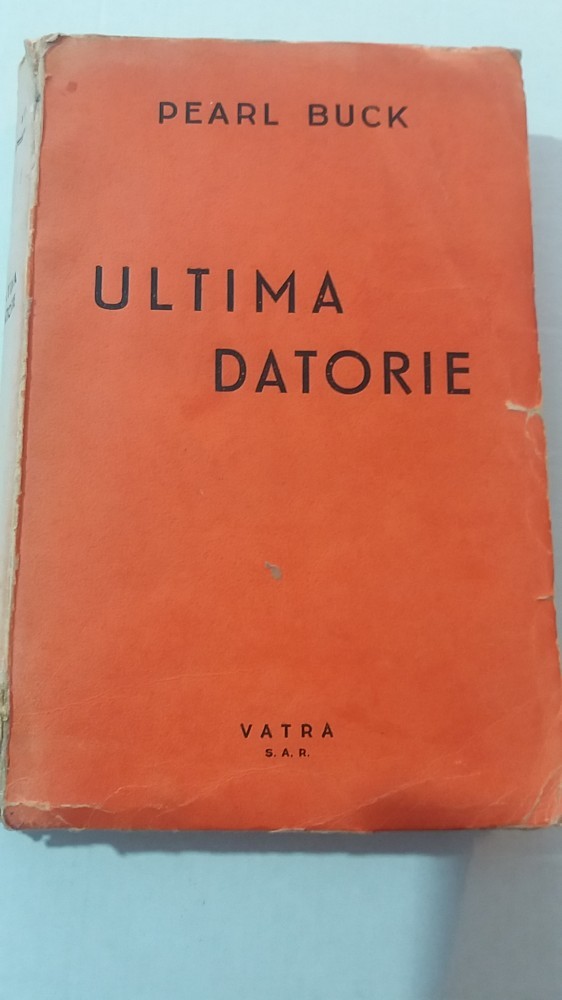 PEARL BUCK
ULTIMA
DATORIE
VATRA
S. A. R.